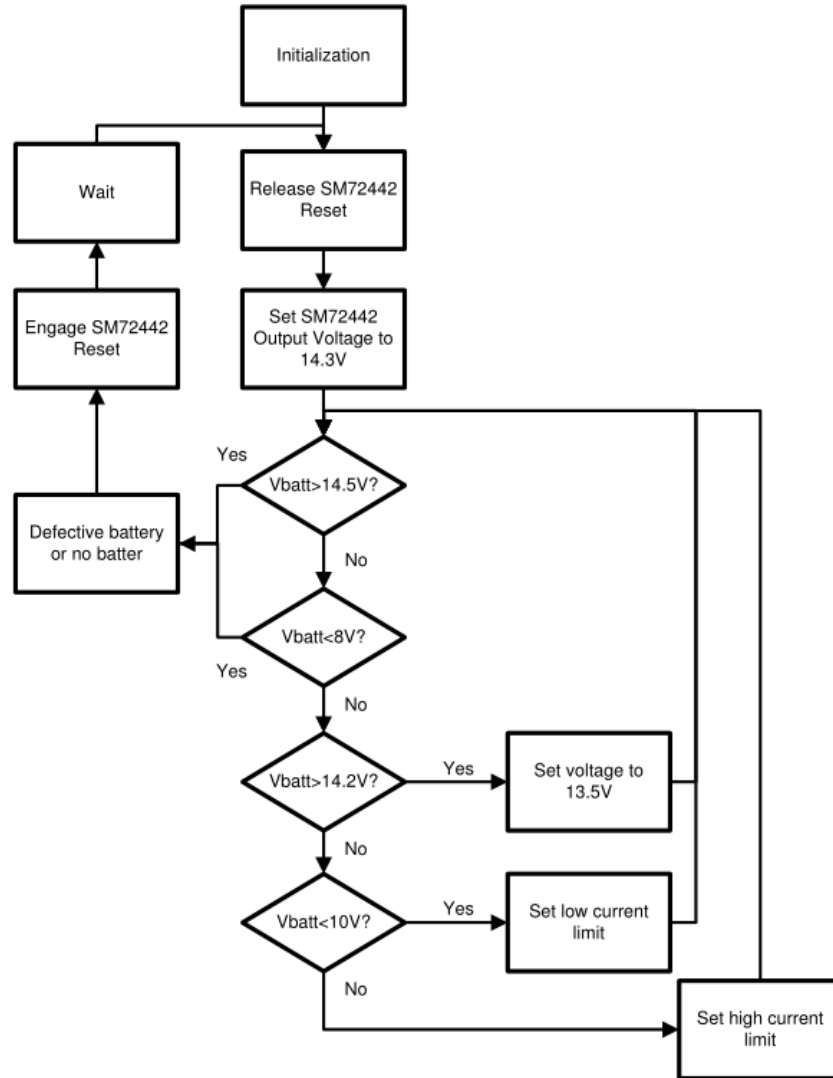 Initialization
Wait
Release SM72442
Reset
Engage SM72442
Reset
Set SM72442
Output Voltage to
14.3V
Yes
Vbatt>14.5V?
Defective battery
or no batter
No
Vbatt<8V?
Yes
No
Vbatt>14.2V?
Yes
Set voltage to
13.5V
No
Vbatt<10V?
Yes
Set low current
limit
No
Set high current
limit